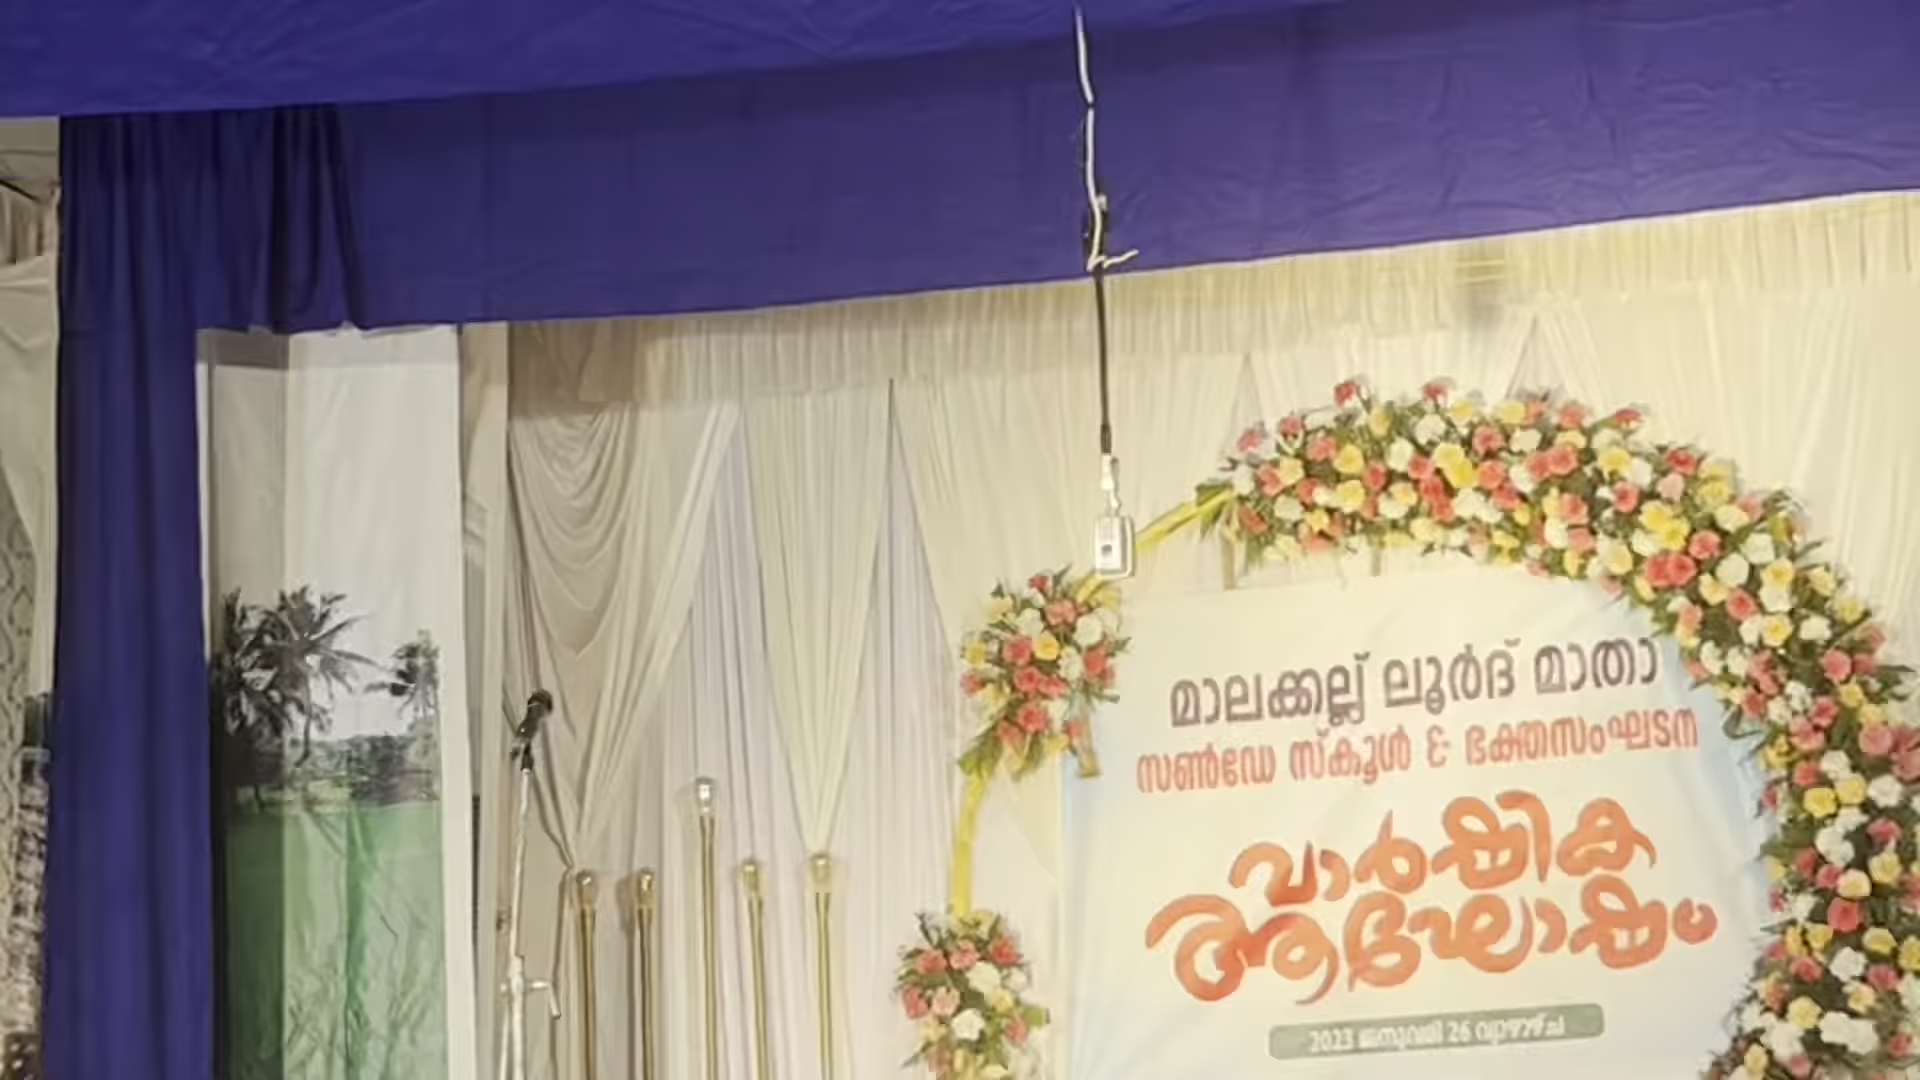 മാലക്കല്ല് ലൂർദ് മാതാ
സൺഡേ സ്കൂൾ & ഭക്തസംഘടന
വാർഷിക
ആഘോഷം
2023 ജനുവരി 26 വ്യാഴാഴ്ച